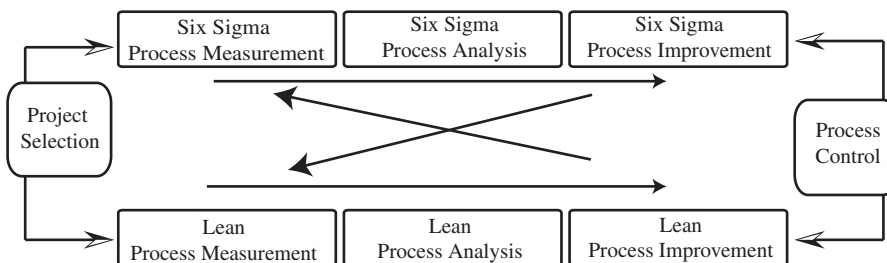 Six Sigma
Process Measurement
Six Sigma
Process Analysis
Six Sigma
Process Improvement
Project
Selection
Process
Control
Lean
Process Measurement
Lean
Process Analysis
Lean
Process Improvement